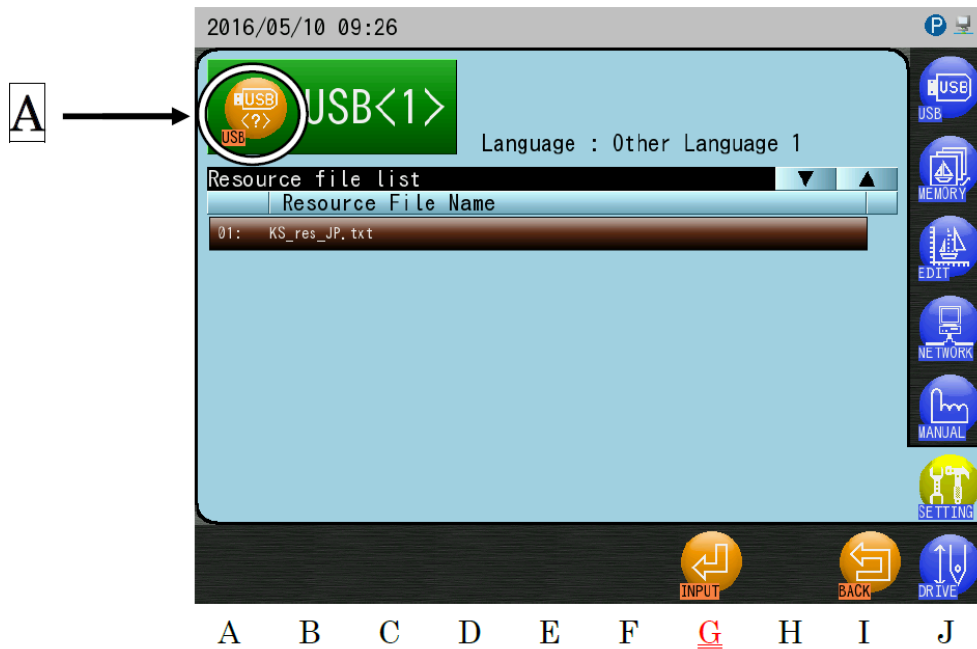 2016/05/10 09:26
P
USB
<?>
USB
USB<1>
Language : Other Language 1
Resource file list ▼ ▲
Resource File Name
01: KS_res_JP.txt
A
USB
USB
MEMORY
EDIT
NETWORK
MANUAL
SETTING
INPUT
BACK
DRIVE
A B C D E F G H I J